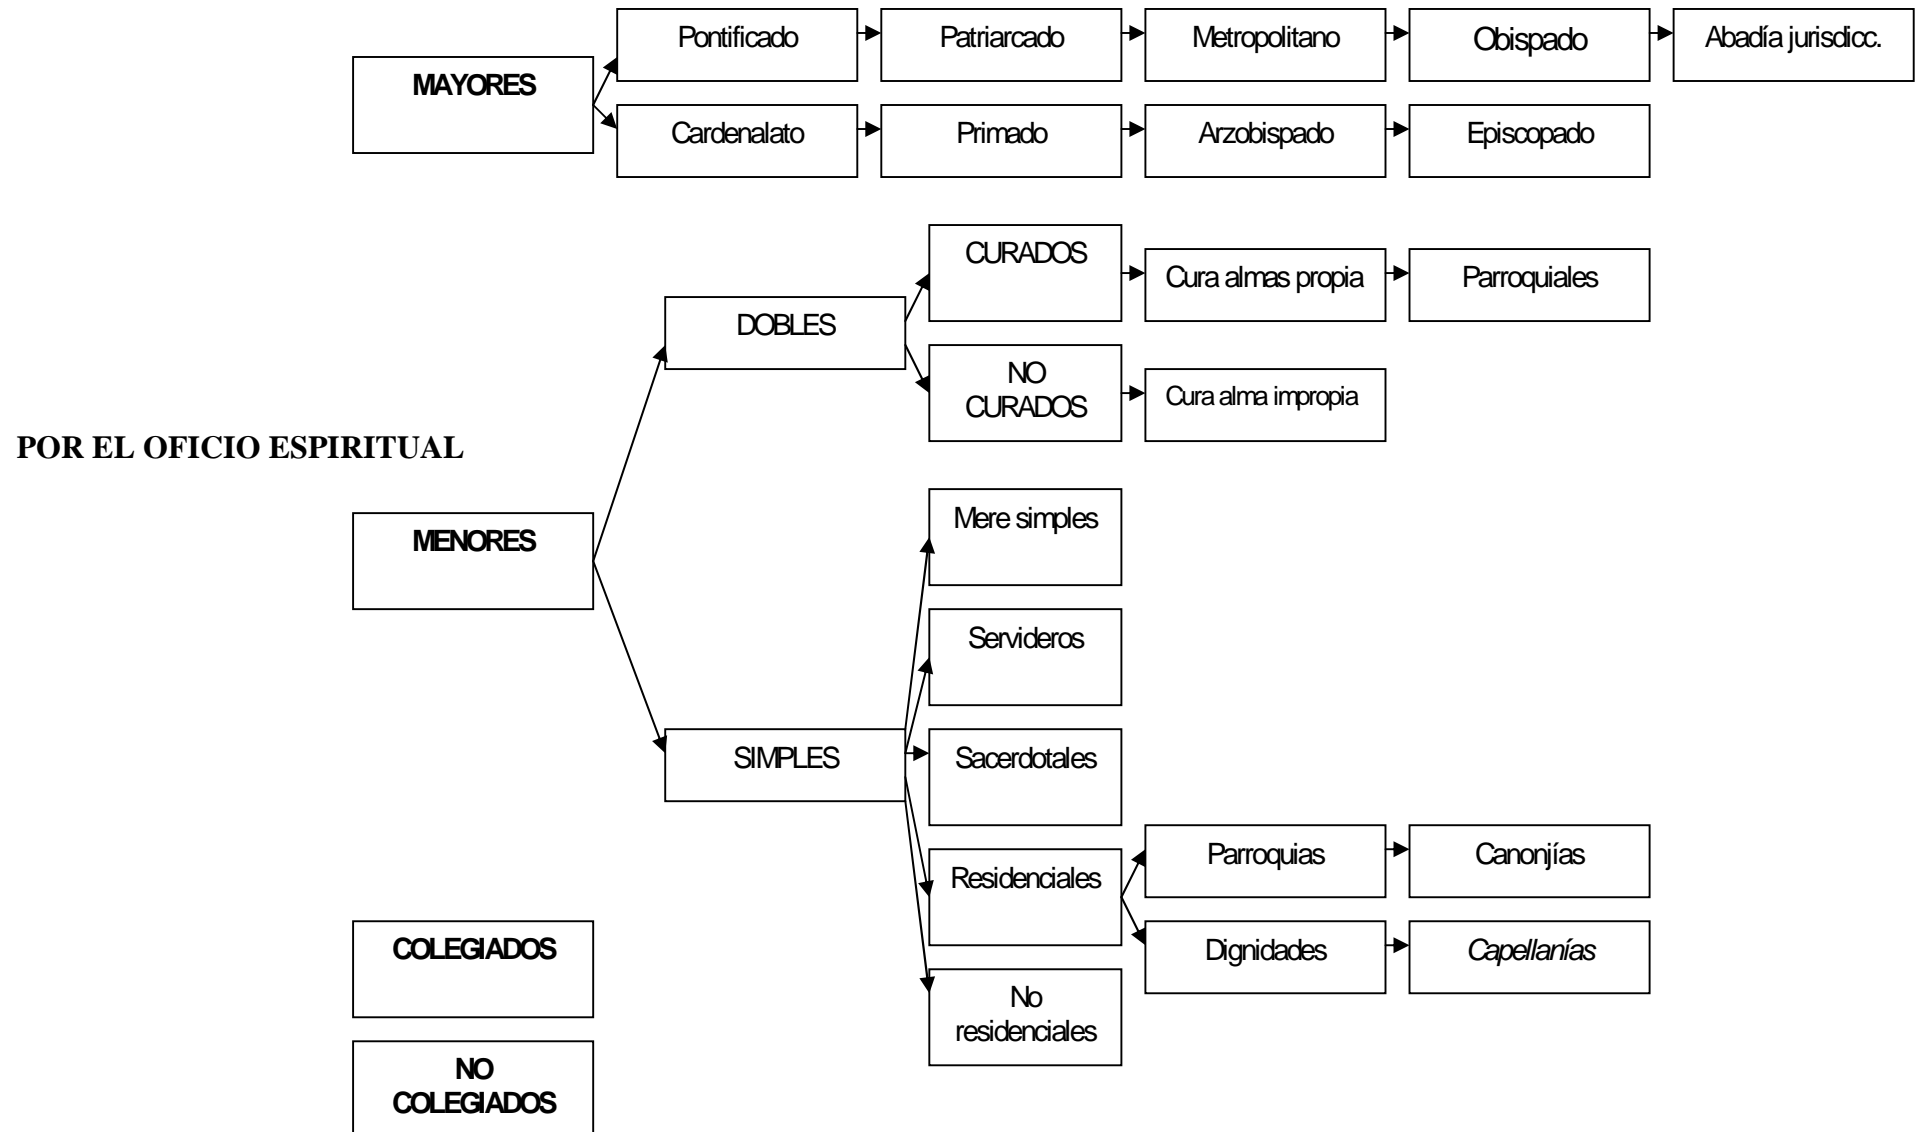 Pontificado
Patriarcado
Metropolitano
Obispado
Abadía jurisdicc.
MAYORES
Cardenalato
Primado
Arzobispado
Episcopado
CURADOS
Cura almas propia
Parroquiales
DOBLES
NO
CURADOS
Cura alma impropia
POR EL OFICIO ESPIRITUAL
MENORES
Mere simples
Servideros
SIMPLES
Sacerdotales
Residenciales
Parroquias
Canonjías
Dignidades
Capellanías
No
residenciales
COLEGIADOS
NO
COLEGIADOS